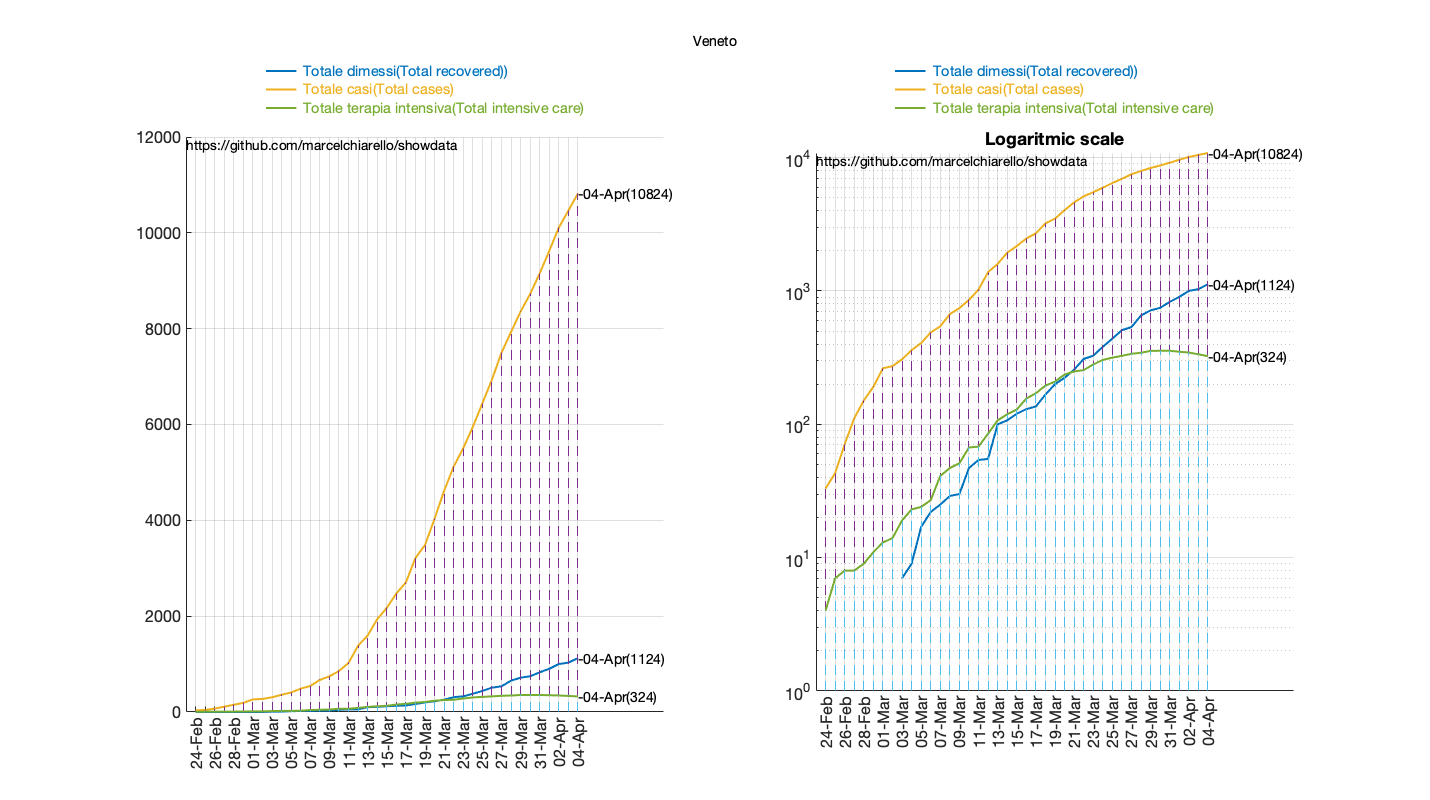 Veneto
Totale dimessi(Total recovered))
Totale casi(Total cases)
Totale terapia intensiva(Total intensive care)
https://github.com/marcelchiarello/showdata
12000
10000
8000
6000
4000
2000
0
-04-Apr(10824)
-04-Apr(1124)
-04-Apr(324)
24-Feb
26-Feb
28-Feb
01-Mar
03-Mar
05-Mar
07-Mar
09-Mar
11-Mar
13-Mar
15-Mar
17-Mar
19-Mar
21-Mar
23-Mar
25-Mar
27-Mar
29-Mar
31-Mar
02-Apr
04-Apr
Totale dimessi(Total recovered))
Totale casi(Total cases)
Totale terapia intensiva(Total intensive care)
Logaritmic scale
https://github.com/marcelchiarello/showdata
10^4
10^3
10^2
10^1
10^0
-04-Apr(10824)
-04-Apr(1124)
-04-Apr(324)
24-Feb
26-Feb
28-Feb
01-Mar
03-Mar
05-Mar
07-Mar
09-Mar
11-Mar
13-Mar
15-Mar
17-Mar
19-Mar
21-Mar
23-Mar
25-Mar
27-Mar
29-Mar
31-Mar
02-Apr
04-Apr